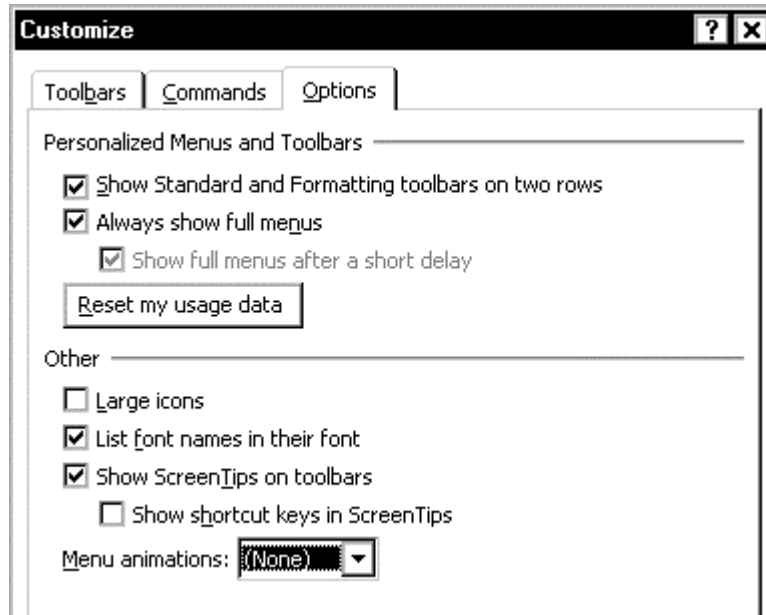 Customize ?
Toolbars Commands Options
Personalized Menus and Toolbars
Show Standard and Formatting toolbars on two rows
Always show full menus
Show full menus after a short delay
Reset my usage data
Other
Large icons
List font names in their font
Show ScreenTips on toolbars
Show shortcut keys in ScreenTips
Menu animations: (None)